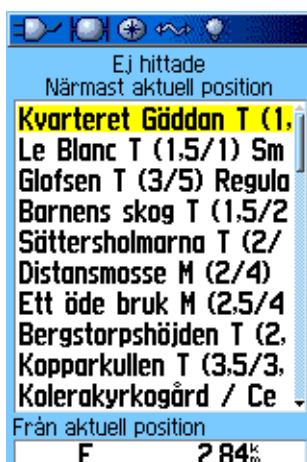 Ej hittade
Närmast aktuell position
Kvarteret Gäddan T (1,
Le Blanc T (1,5/1) Sm
Glofsen T (3/5) Regula
Barnens skog T (1,5/2
Sättersholmarna T (2/
Distansmosse M (2/4)
Ett öde bruk M (2,5/4
Bergstorpshöjden T (2,
Kopparkullen T (3,5/3,
Kolerakyrkogård / Ce
Från aktuell position
E 2,84 km